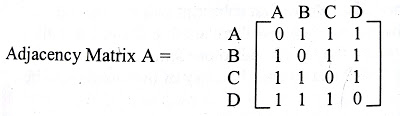 A B C D
A 0 1 1 1
Adjacency Matrix A = B 1 0 1 1
C 1 1 0 1
D 1 1 1 0